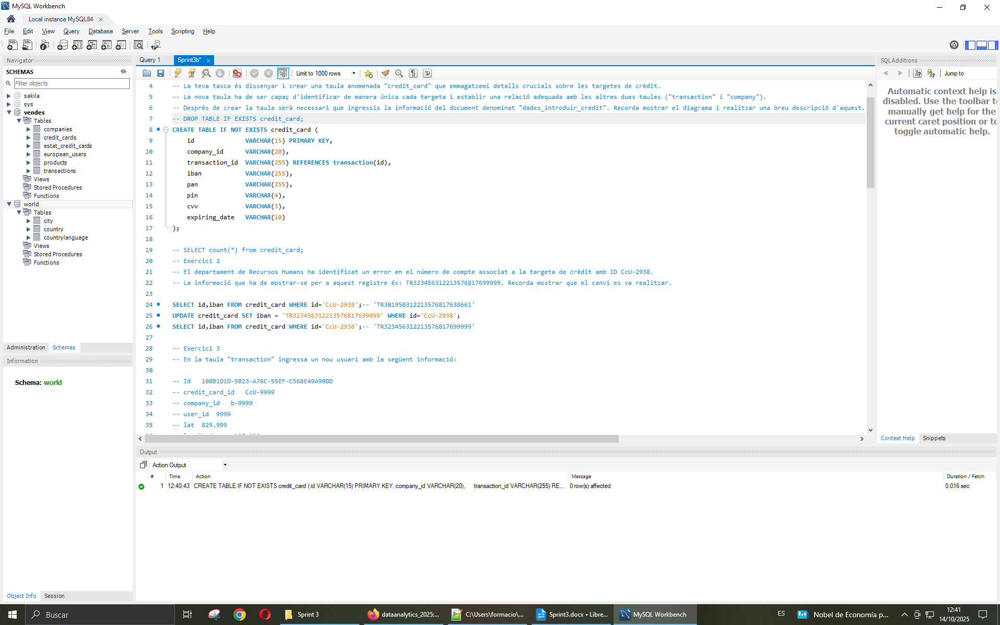 MySQL Workbench
Local instance MySQL84
File Edit View Query Database Server Tools Scripting Help
Navigator
SCHEMAS
Filter objects
sakila
sys
vendes
Tables
companies
credit_cards
estat_credit_cards
european_users
products
transactions
Views
Stored Procedures
Functions
world
Tables
city
country
countrylanguage
Views
Stored Procedures
Functions
Administration Schemas
Information
Schema: world
Object Info Session
Query 1 Sprint3b*
Limit to 1000 rows
4 -- La teva tasca és dissenyar i crear una taula anomenada "credit_card" que emmagatzemi detalls crucials sobre les targetes de crèdit.
5 -- La nova taula ha de ser capaç d'identificar de manera única cada targeta i establir una relació adequada amb les altres dues taules ("transaction" i "company").
6 -- Després de crear la taula serà necessari que ingressis la informació del document denominat "dades_introduir_credit". Recorda mostrar el diagrama i realitzar una breu descripció d'aquest.
7 -- DROP TABLE IF EXISTS credit_card;
8 CREATE TABLE IF NOT EXISTS credit_card (
9 id VARCHAR(15) PRIMARY KEY,
10 company_id VARCHAR(20),
11 transaction_id VARCHAR(255) REFERENCES transaction(id),
12 iban VARCHAR(255),
13 pan VARCHAR(255),
14 pin VARCHAR(4),
15 cvv VARCHAR(3),
16 expiring_date VARCHAR(10)
17 );
18
19 -- SELECT count(*) from credit_card;
20 -- Exercici 2
21 -- El departament de Recursos Humans ha identificat un error en el número de compte associat a la targeta de crèdit amb ID CcU-2938.
22 -- La informació que ha de mostrar-se per a aquest registre és: TR323456312213576817699999. Recorda mostrar que el canvi es va realitzar.
23
24 SELECT id,iban FROM credit_card WHERE id='CcU-2938';-- 'TR301950312213576817638661'
25 UPDATE credit_card SET iban = 'TR323456312213576817699999' WHERE id='CcU-2938';
26 SELECT id,iban FROM credit_card WHERE id='CcU-2938';-- 'TR323456312213576817699999'
27
28 -- Exercici 3
29 -- En la taula "transaction" ingressa un nou usuari amb la següent informació:
30
31 -- Id 108B1D1D-5B23-A76C-55EF-C568E49A99DD
32 -- credit_card_id CcU-9999
33 -- company_id b-9999
34 -- user_id 9999
35 -- lat 829.999
SQLAdditions
Jump to
Automatic context help is
disabled. Use the toolbar t
manually get help for the
current caret position or to
toggle automatic help.
Context Help Snippets
Output
Action Output
# Time Action Message Duration / Fetch
1 12:40:43 CREATE TABLE IF NOT EXISTS credit_card ( id VARCHAR(15) PRIMARY KEY, company_id VARCHAR(20), transaction_id VARCHAR(255) RE... 0 row(s) affected 0.016 sec
Buscar
Sprint 3
dataanalytics_2025:...
C:\Users\formacio\...
Sprint3.docx • Libre...
MySQL Workbench
ES
Nobel de Economía p...
12:41
14/10/2025